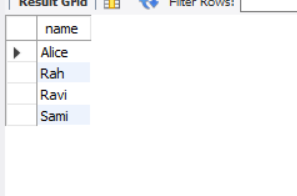 Result Grid
Filter Rows:
name
Alice
Rah
Ravi
Sami